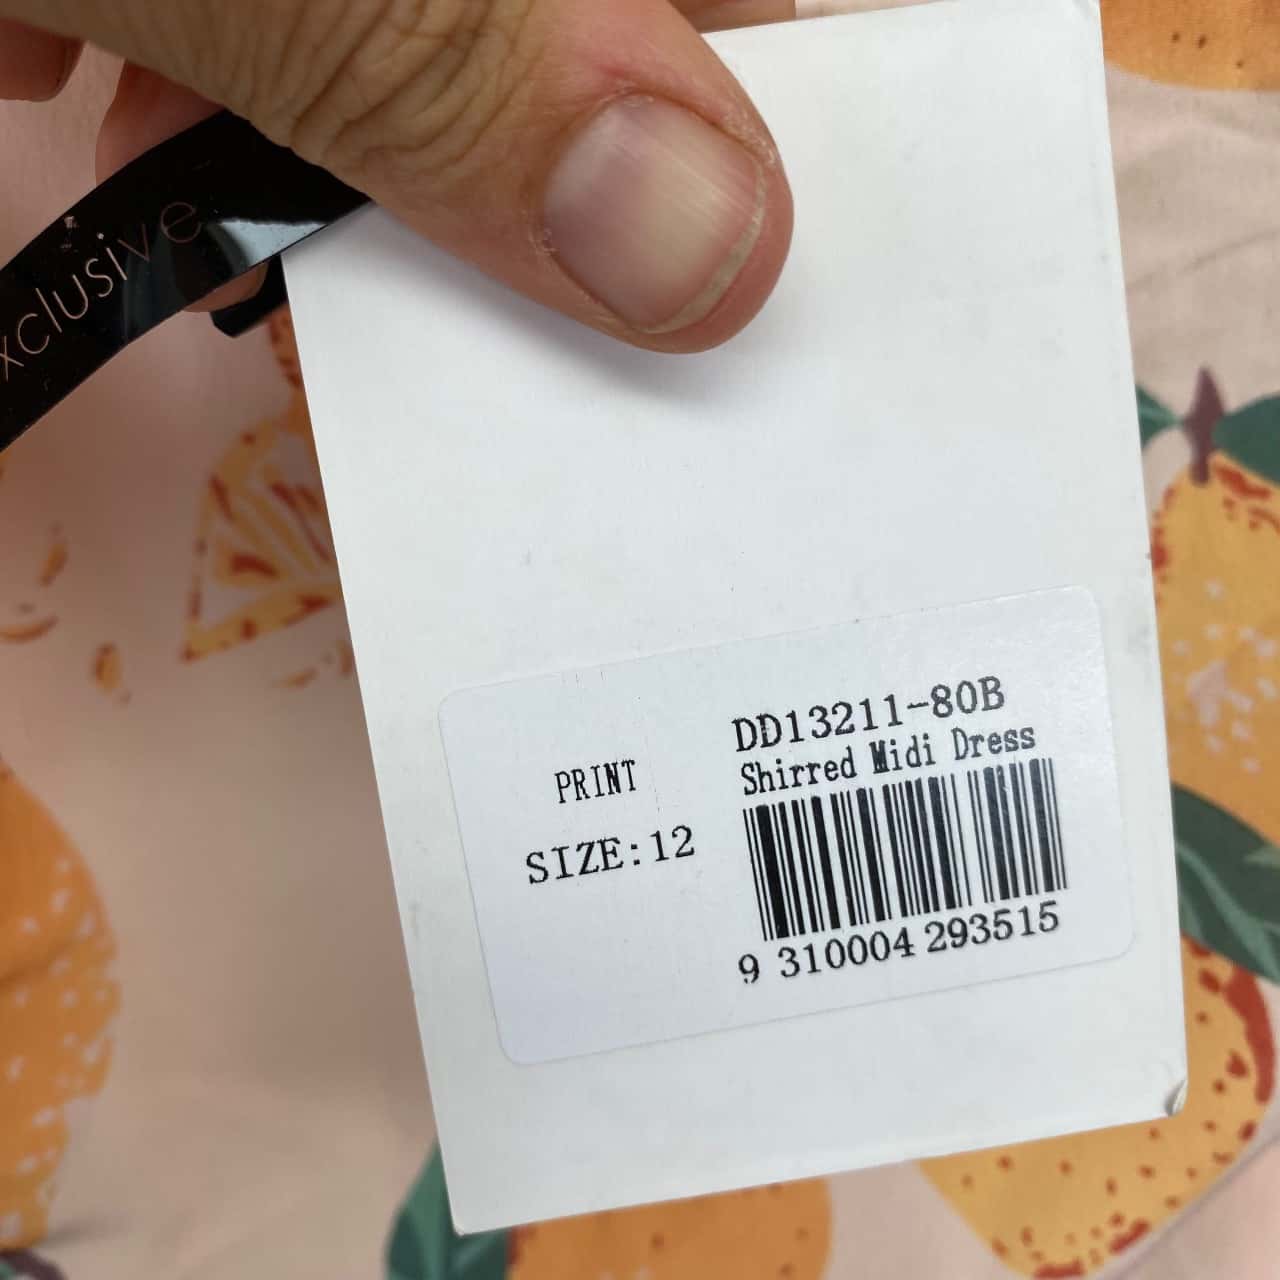 xclusive
DD13211-80B
Shirred Midi Dress
PRINT
SIZE:12
9 310004 293515